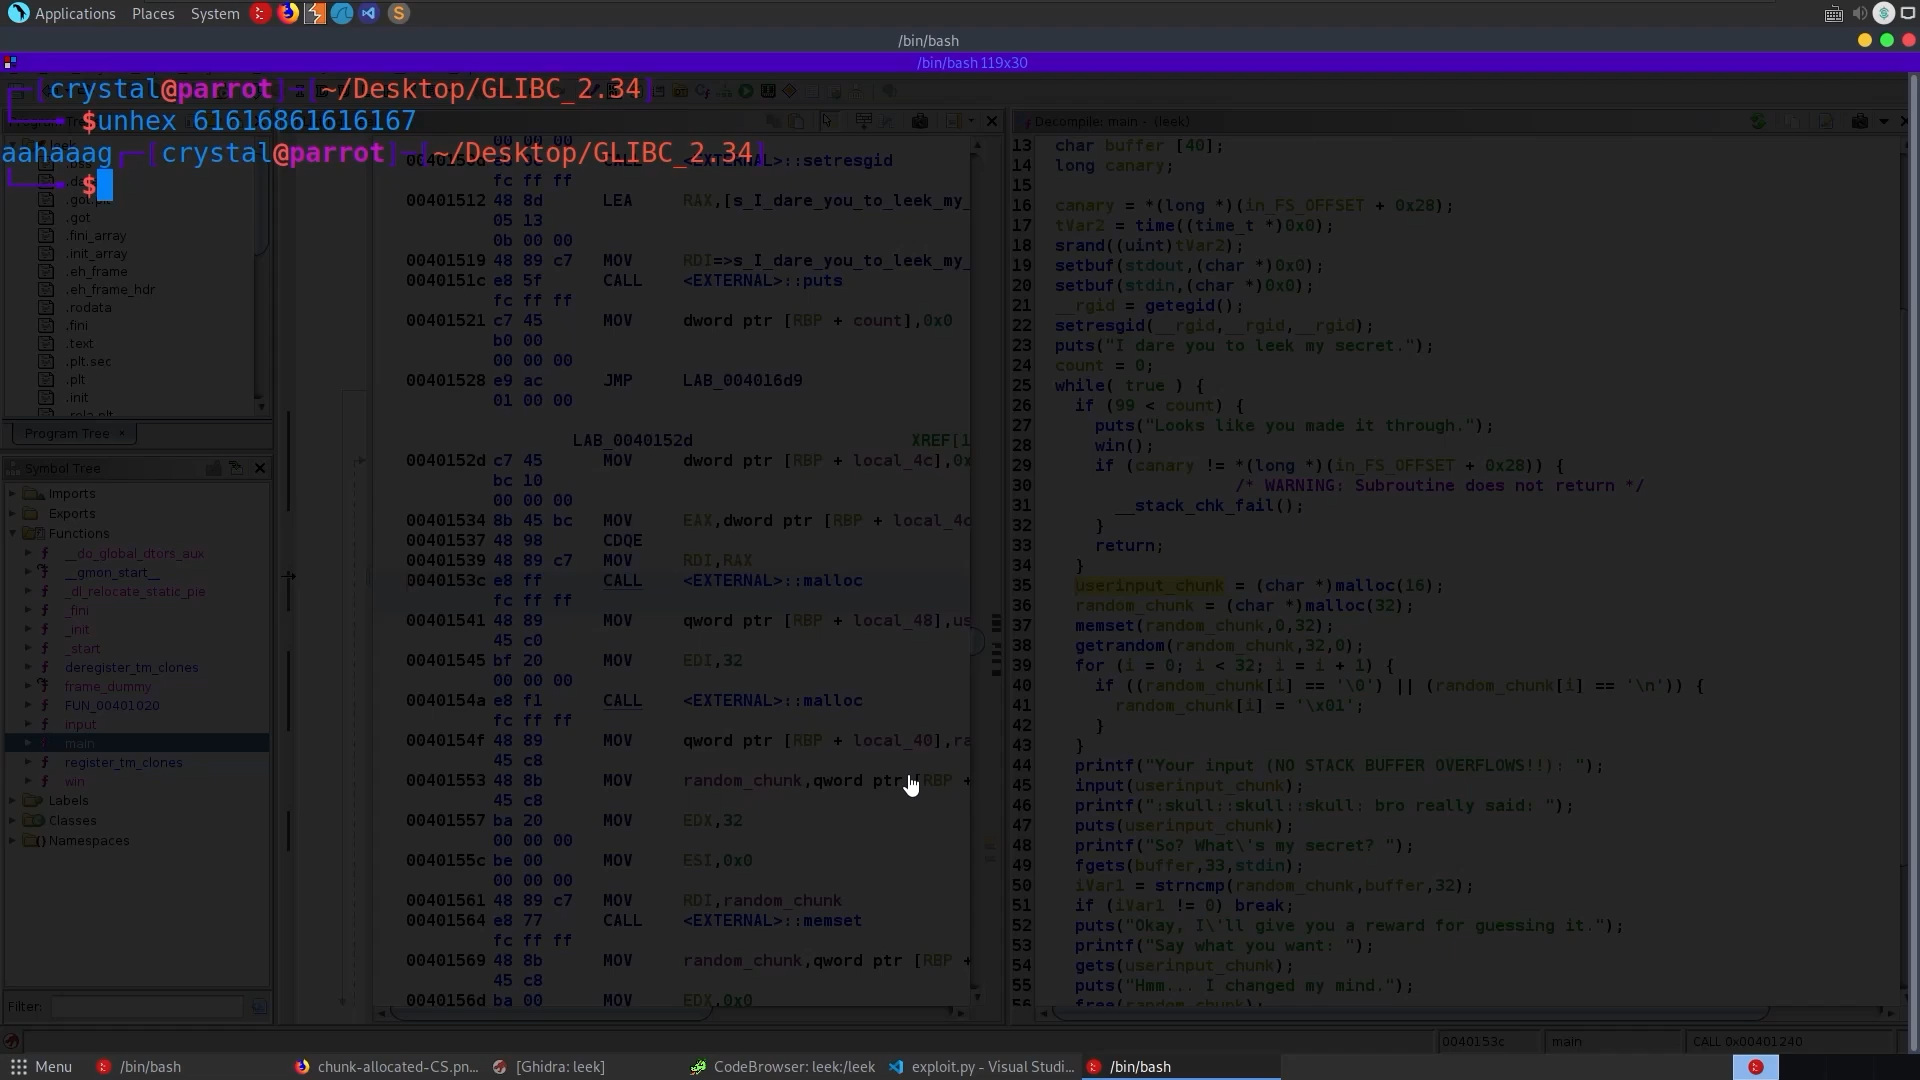 Applications Places System
/bin/bash
/bin/bash 119x30
[crystal@parrot]-[~/Desktop/GLIBC_2.34]
$unhex 61616861616167
aahaaag[crystal@parrot]-[~/Desktop/GLIBC_2.34]
$
.got.plt
.got
.fini_array
.init_array
.eh_frame
.eh_frame_hdr
.rodata
.fini
.text
.plt.sec
.plt
.init
.rela.plt
Program Tree ×
Symbol Tree
Imports
Exports
Functions
__do_global_dtors_aux
__gmon_start__
_dl_relocate_static_pie
_fini
_init
_start
deregister_tm_clones
frame_dummy
FUN_00401020
input
main
register_tm_clones
win
Labels
Classes
Namespaces
Filter:
CALL <EXTERNAL>::setresgid
fc ff ff
00401512 48 8d LEA RAX,[s_I_dare_you_to_leek_my_
05 13
0b 00 00
00401519 48 89 c7 MOV RDI=>s_I_dare_you_to_leek_my_
0040151c e8 5f CALL <EXTERNAL>::puts
fc ff ff
00401521 c7 45 MOV dword ptr [RBP + count],0x0
b0 00
00 00 00
00401528 e9 ac JMP LAB_004016d9
01 00 00
LAB_0040152d XREF[1
0040152d c7 45 MOV dword ptr [RBP + local_4c],0x
bc 10
00 00 00
00401534 8b 45 bc MOV EAX,dword ptr [RBP + local_4c
00401537 48 98 CDQE
00401539 48 89 c7 MOV RDI,RAX
0040153c e8 ff CALL <EXTERNAL>::malloc
fc ff ff
00401541 48 89 MOV qword ptr [RBP + local_48],us
45 c0
00401545 bf 20 MOV EDI,32
00 00 00
0040154a e8 f1 CALL <EXTERNAL>::malloc
fc ff ff
0040154f 48 89 MOV qword ptr [RBP + local_40],ra
45 c8
00401553 48 8b MOV random_chunk,qword ptr [RBP +
45 c8
00401557 ba 20 MOV EDX,32
00 00 00
0040155c be 00 MOV ESI,0x0
00 00 00
00401561 48 89 c7 MOV RDI,random_chunk
00401564 e8 77 CALL <EXTERNAL>::memset
fc ff ff
00401569 48 8b MOV random_chunk,qword ptr [RBP +
45 c8
0040156d ba 00 MOV EDX,0x0
Decompile: main - (leek)
13 char buffer [40];
14 long canary;
15
16 canary = *(long *)(in_FS_OFFSET + 0x28);
17 tVar2 = time((time_t *)0x0);
18 srand((uint)tVar2);
19 setbuf(stdout,(char *)0x0);
20 setbuf(stdin,(char *)0x0);
21 __rgid = getegid();
22 setresgid(__rgid,__rgid,__rgid);
23 puts("I dare you to leek my secret.");
24 count = 0;
25 while( true ) {
26 if (99 < count) {
27 puts("Looks like you made it through.");
28 win();
29 if (canary != *(long *)(in_FS_OFFSET + 0x28)) {
30 /* WARNING: Subroutine does not return */
31 __stack_chk_fail();
32 }
33 return;
34 }
35 userinput_chunk = (char *)malloc(16);
36 random_chunk = (char *)malloc(32);
37 memset(random_chunk,0,32);
38 getrandom(random_chunk,32,0);
39 for (i = 0; i < 32; i = i + 1) {
40 if ((random_chunk[i] == '\0') || (random_chunk[i] == '\n')) {
41 random_chunk[i] = '\x01';
42 }
43 }
44 printf("Your input (NO STACK BUFFER OVERFLOWS!!): ");
45 input(userinput_chunk);
46 printf(":skull::skull::skull: bro really said: ");
47 puts(userinput_chunk);
48 printf("So? What\'s my secret? ");
49 fgets(buffer,33,stdin);
50 iVar1 = strncmp(random_chunk,buffer,32);
51 if (iVar1 != 0) break;
52 puts("Okay, I\'ll give you a reward for guessing it.");
53 printf("Say what you want: ");
54 gets(userinput_chunk);
55 puts("Hmm... I changed my mind.");
56 free(random_chunk);
0040153c main CALL 0x00401240
Menu /bin/bash chunk-allocated-CS.pn... [Ghidra: leek] CodeBrowser: leek:/leek exploit.py - Visual Studi... /bin/bash